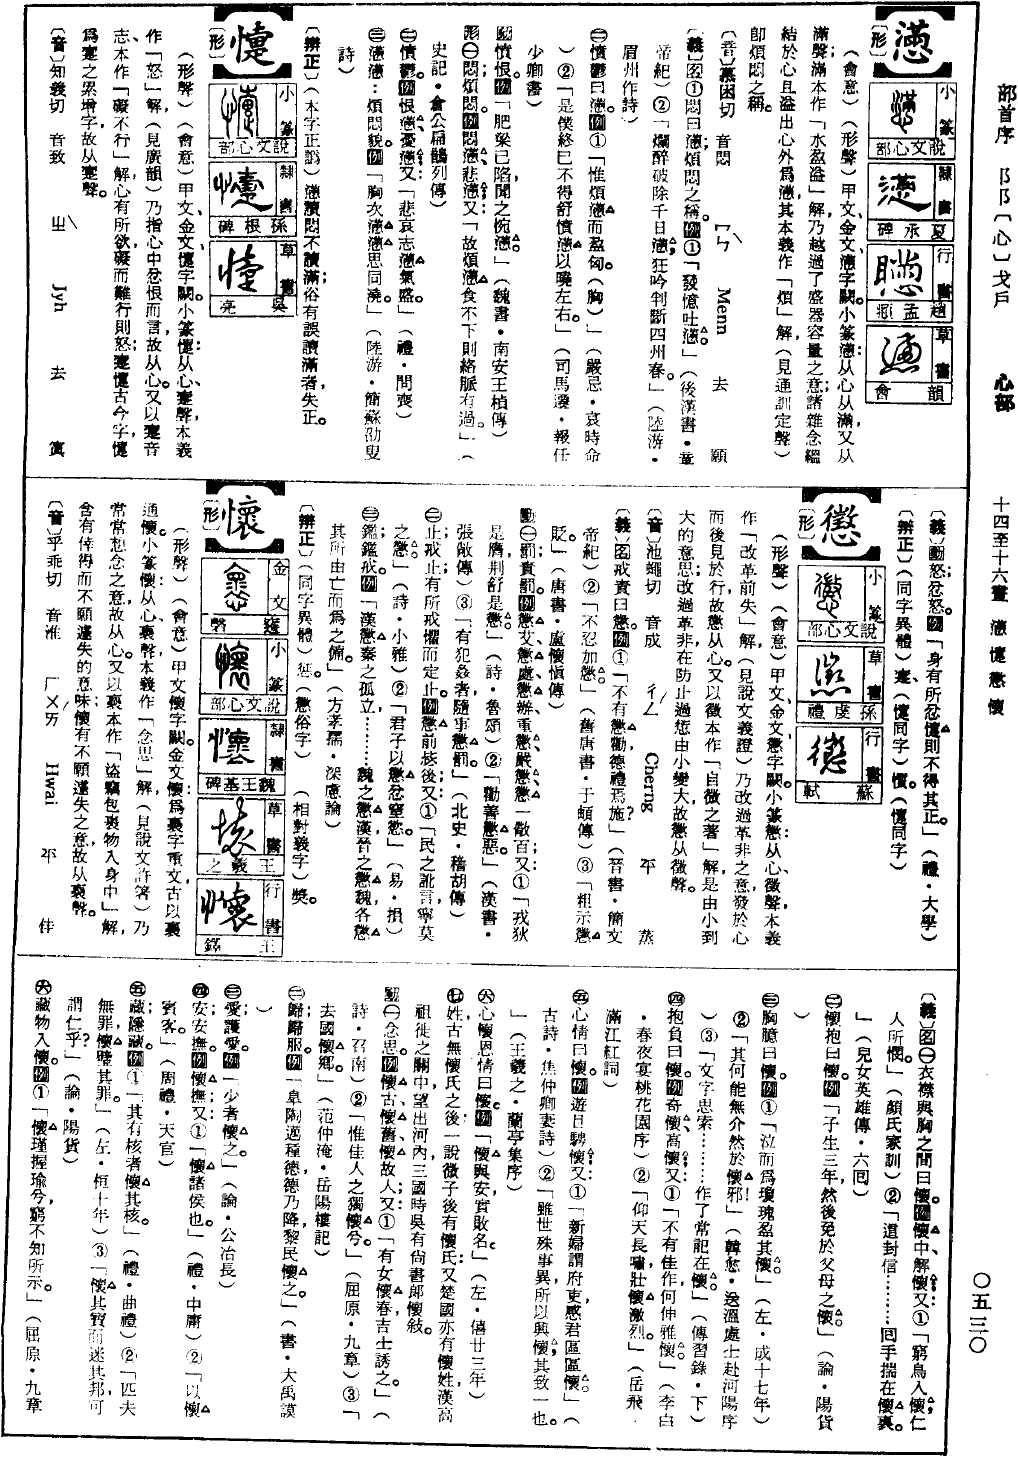 部首序 阝阝〔心〕戈戶 心部 十四至十六畫 懣懥懲懷 〇五三〇
懣
〔形〕
小篆 說文心部
隸書 夏承碑
行書 趙孟頫
草書 韻會
（會意）（形聲）甲文、金文懣字闕。小篆懣：从心从滿，又从
滿聲；滿本作「水盈溢」解，乃越過了盛器容量之意；諸雜念縕
結於心且溢出心外爲懣；其本義作「煩」解（見通訓定聲）
卽煩悶之稱。
〔音〕莫困切 音悶 ㄇㄣˋ Menn 去 願
〔義〕名①悶曰懣；煩悶之稱。例①「發憶吐懣。」（後漢書・章
帝紀）②「爛醉破除千日懣，狂吟判斷四州春。」（陸游・
眉州作詩）
㊁憤鬱曰懣。例①「惟煩懣而盈匈（胸）」（嚴忌・哀時命
）②「是僕終已不得舒憤懣以曉左右。」（司馬遷・報任
少卿書）
動憤恨。例「肥梁已陷聞之惋懣。」（魏書・南安王楨傳）
形㊀悶；煩悶。例悶懣、悲懣；又：「故煩懣食不下則絡脈有過。」（
史記・倉公扁鵲列傳）
㊁憤鬱。例恨懣、憂懣；又：「悲哀志懣氣盛。」（禮・問喪）
㊂懣懣：煩悶貌。例「胸次懣懣思同澆。」（陸游・簡蘇劭叟
詩）
〔辨正〕（本字正譌）懣讀悶不讀滿；俗有誤讀滿者失正。
懥
〔形〕
小篆 說文心部
隸書 孫根碑
草書 吳亮
（形聲）（會意）甲文、金文懥字闕。小篆懥：从心、疐聲，本義
作「怒」解（見廣韻）乃指心中忿恨而言，故从心。又以疐音
志，本作「礙不行」解，心有所欲，礙而難行則怒；疐懥古今字，懥
爲疐之累增字，故从疐聲。
〔音〕知義切 音致 ㄓˋ Jyh 去 寘
〔義〕動怒；忿怒。例「身有所忿懥則不得其正。」（禮・大學）
〔辨正〕（同字異體）疐（懥同字）懫。（懥同字）
懲
〔形〕
小篆 說文心部
草書 孫虔禮
行書 蘇軾
（形聲）（會意）甲文、金文懲字闕。小篆懲：从心、徵聲，本義
作「改革前失」解（見說文義證）乃改過革非之意，發於心
而後見於行，故懲从心。又以徵本作「自徵之著」解，是由小到
大的意思；改過革非在防止過愆由小變大，故懲从徵聲。
〔音〕池蠅切 音成 ㄔㄥˊ Cherng 平 蒸
〔義〕名戒責曰懲。例①「不有懲勸，德禮焉施？」（晉書・簡文
帝紀）②「不忍加懲。」（舊唐書・于頔傳）③「粗示懲
貶。」（唐書・盧懷愼傳）
動㊀罰；責罰。例懲艾、懲處、懲辦、重懲、嚴懲、懲一儆百；又：①「戎狄
是膺，荆舒是懲。」（詩・魯頌）②「勸善懲惡。」（漢書・
張敞傳）③「有犯姦者，隨事懲罰。」（北史・稽胡傳）
㊁止；戒止；有所戒懼而定止。例懲前毖後；又：①「民之訛言寧莫
之懲。」（詩・小雅）②「君子以懲忿窒慾。」（易・損）
㊂鑑；鑑戒。例「漢懲秦之孤立………魏之懲漢，晉之懲魏，各懲
其所由亡而爲之備。」（方孝孺・深慮論）
〔辨正〕（同字異體）惩。（懲俗字）（相對義字）獎。
懷
〔形〕
金文 簋磬
小篆 說文心部
隸書 魏王基碑
草書 王羲之
行書 王鐸
（形聲）（會意）甲文懷字闕。金文懷：爲褱字重文，古以褱
通懷。小篆懷：从心、褱聲，本義作「念思」解（見說文許箸）乃
常常想念之意，故从心。又以褱本作「盜竊包裹物入身中」解，
含有倖得而不願遽失的意味；懷有不願遽失之意，故从褱聲。
〔音〕乎乖切 音淮 ㄏㄨㄞˊ Hwai 平 佳
〔義〕名㊀衣襟與胸之間曰懷。例懷中、解懷；又：①「窮鳥入懷，仁
人所憫。」（顏氏家訓）②「道封信………囘手揣在懷裏。
」（兒女英雄傳・六囘）
㊁懷抱曰懷。例「子生三年，然後免於父母之懷。」（論・陽貨
）
㊂胸臆曰懷。例①「泣而爲瓊瑰盈其懷。」（左・成十七年）
②「其何能無介然於懷邪！」（韓愈・送溫處士赴河陽序
）③「文字思索………作了常記在懷。」（傳習錄・下）
㊃抱負曰懷。例奇懷、高懷；又：①「不有佳作，何伸雅懷。」（李白
・春夜宴桃花園序）②「仰天長嘯，壯懷激烈。」（岳飛・
滿江紅詞）
㊄心情曰懷。例遊目騁懷；又：①「新婦謂府吏，感君區區懷。」（
古詩・焦仲卿妻詩）②「雖世殊事異，所以興懷，其致一也。
」（王羲之・蘭亭集序）
㊅心懷恩情曰懷。例「懷與安，實敗名。」（左・僖廿三年）
㊆姓：古無懷氏之後；一說微子後有懷氏；又楚國亦有懷姓，漢高
祖徙之關中，望出河內；三國時吳有尚書郎懷敍。
動㊀念；思。例懷古、懷舊、懷故人；又：①「有女懷春，吉士誘之。」（
詩・召南）②「惟佳人之獨懷兮。」（屈原・九章）③「
去國懷鄉。」（范仲淹・岳陽樓記）
㊁歸；歸服。例「皐陶邁種德，德乃降，黎民懷之。」（書・大禹謨
）
㊂愛；護愛。例「少者懷之。」（論・公冶長）
㊃安；安撫。例懷撫；又：①「懷諸侯也。」（禮・中庸）②「以懷
賓客。」（周禮・天官）
㊄藏；隱藏。例①「其有核者懷其核。」（禮・曲禮）②「匹夫
無罪，懷璧其罪。」（左・桓十年）③「懷其寶而迷其邦，可
謂仁乎？」（論・陽貨）
㊅藏物入懷。例①「懷瑾握瑜兮，窮不知所示。」（屈原・九章